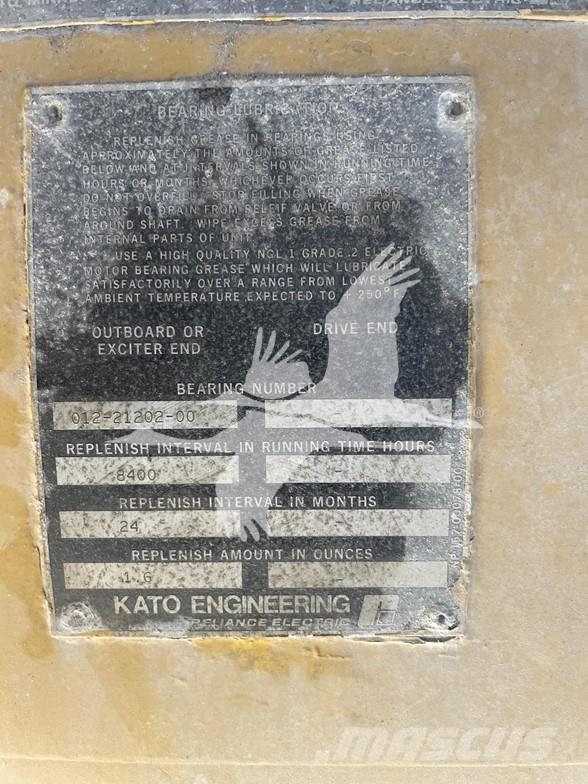 BEARING LUBRICATION
REPLENISH GREASE IN BEARINGS USING
APPROXIMATELY THE AMOUNTS OF GREASE LISTED
BELOW AND AT INTERVALS SHOWN IN RUNNING TIME
HOURS OR MONTHS, WHICHEVER OCCURS FIRST.
DO NOT OVERFILL. STOP FILLING WHEN GREASE
BEGINS TO DRAIN FROM RELEIF VALVE OR FROM
AROUND SHAFT. WIPE EXCESS GREASE FROM
INTERNAL PARTS OF UNIT.
USE A HIGH QUALITY NGL.1 GRADE.2 ELECTRIC
MOTOR BEARING GREASE WHICH WILL LUBRICATE
SATISFACTORILY OVER A RANGE FROM LOWEST
AMBIENT TEMPERATURE EXPECTED TO +250°F.
OUTBOARD OR DRIVE END
EXCITER END
BEARING NUMBER
012-21202-00 -
REPLENISH INTERVAL IN RUNNING TIME HOURS
8400 -
REPLENISH INTERVAL IN MONTHS
24
REPLENISH AMOUNT IN OUNCES
1.6 -
KATO ENGINEERING
RELIANCE ELECTRIC
MASCUS